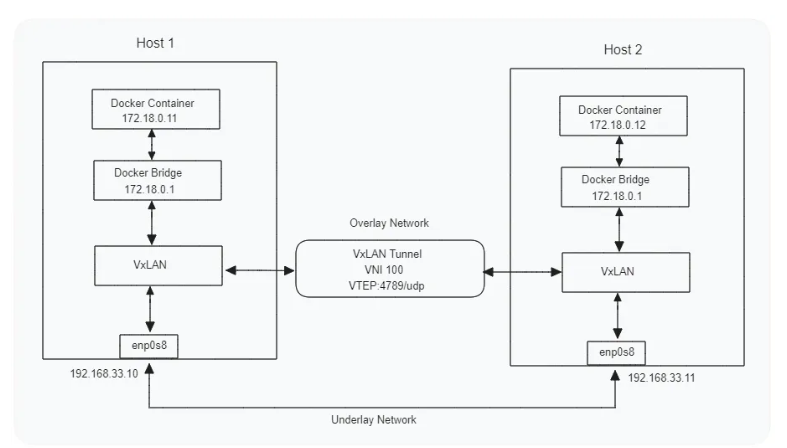 Host 1
Host 2
Docker Container
172.18.0.11
Docker Container
172.18.0.12
Docker Bridge
172.18.0.1
Docker Bridge
172.18.0.1
Overlay Network
VxLAN
VxLAN Tunnel
VNI 100
VTEP:4789/udp
VxLAN
enp0s8
enp0s8
192.168.33.10
192.168.33.11
Underlay Network